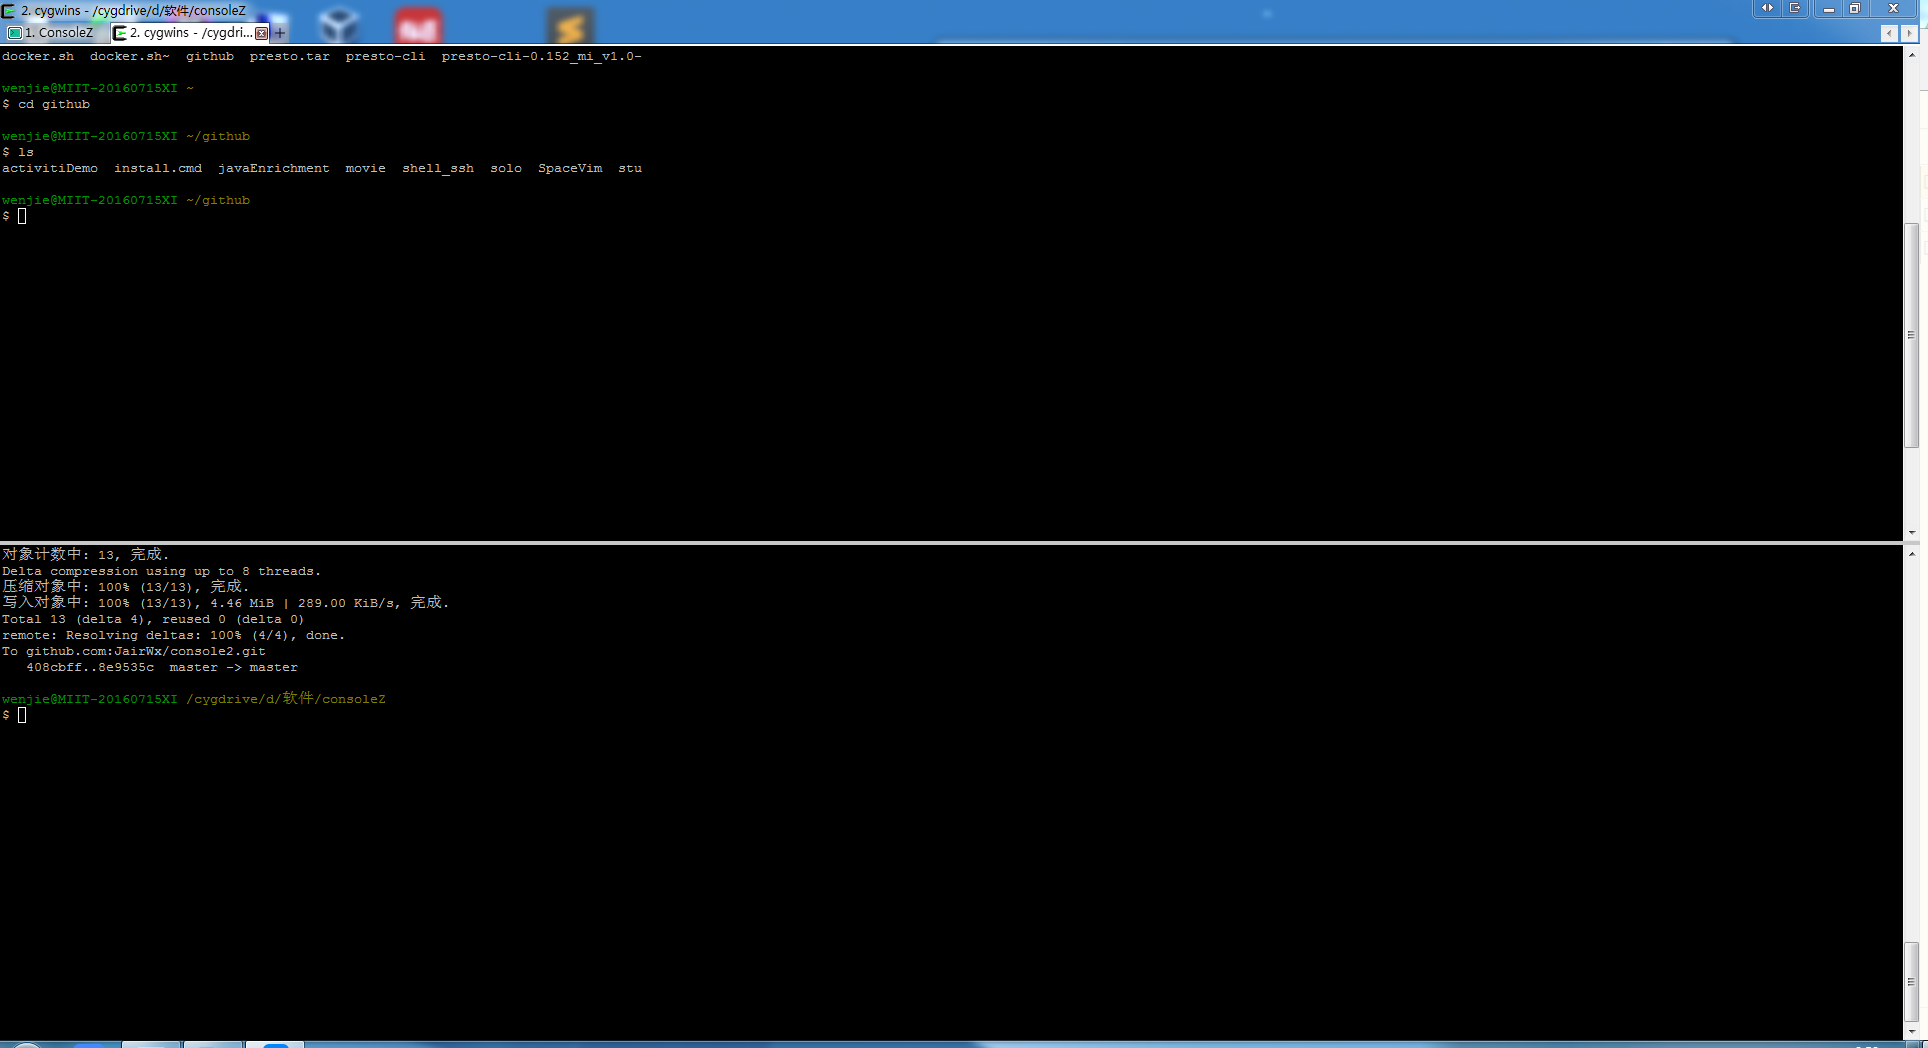 2. cygwins - /cygdrive/d/软件/consoleZ
1. ConsoleZ
2. cygwins - /cygdri...
docker.sh  docker.sh~  github  presto.tar  presto-cli  presto-cli-0.152_mi_v1.0-
wenjie@MIIT-20160715XI ~
$ cd github
wenjie@MIIT-20160715XI ~/github
$ ls
activitiDemo  install.cmd  javaEnrichment  movie  shell_ssh  solo  SpaceVim  stu
wenjie@MIIT-20160715XI ~/github
$
对象计数中: 13, 完成.
Delta compression using up to 8 threads.
压缩对象中: 100% (13/13), 完成.
写入对象中: 100% (13/13), 4.46 MiB | 289.00 KiB/s, 完成.
Total 13 (delta 4), reused 0 (delta 0)
remote: Resolving deltas: 100% (4/4), done.
To github.com:JairWx/console2.git
   408cbff..8e9535c  master -> master
wenjie@MIIT-20160715XI /cygdrive/d/软件/consoleZ
$